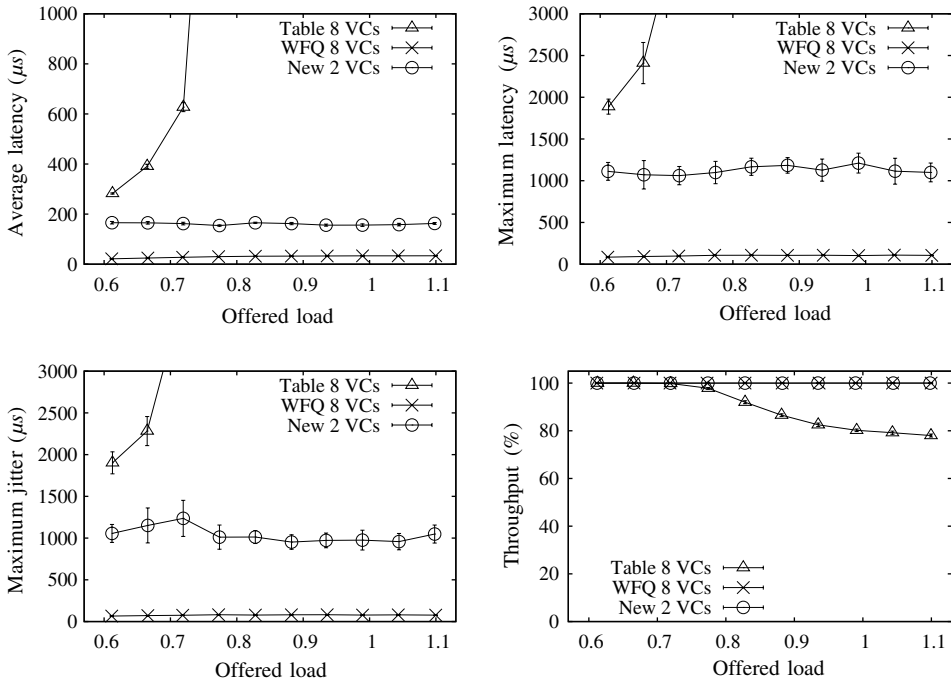 Average latency (μs)
1000
800
600
400
200
0
Table 8 VCs
WFQ 8 VCs
New 2 VCs
0.6 0.7 0.8 0.9 1 1.1
Offered load
Maximum latency (μs)
3000
2500
2000
1500
1000
500
0
Table 8 VCs
WFQ 8 VCs
New 2 VCs
0.6 0.7 0.8 0.9 1 1.1
Offered load
Maximum jitter (μs)
3000
2500
2000
1500
1000
500
0
Table 8 VCs
WFQ 8 VCs
New 2 VCs
0.6 0.7 0.8 0.9 1 1.1
Offered load
Throughput (%)
100
80
60
40
20
0
Table 8 VCs
WFQ 8 VCs
New 2 VCs
0.6 0.7 0.8 0.9 1 1.1
Offered load